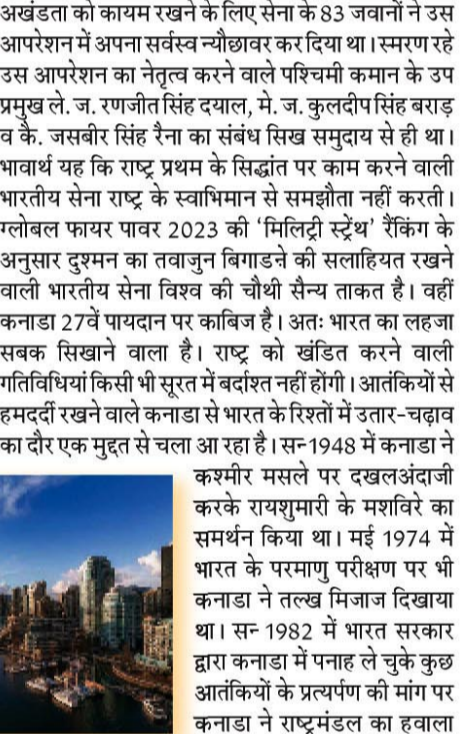 अखंडता को कायम रखने के लिए सेना के 83 जवानों ने उस
आपरेशन में अपना सर्वस्व न्यौछावर कर दिया था। स्मरण रहे
उस आपरेशन का नेतृत्व करने वाले पश्चिमी कमान के उप
प्रमुख ले. ज. रणजीत सिंह दयाल, मे. ज. कुलदीप सिंह बराड़
व कै. जसबीर सिंह रैना का संबंध सिख समुदाय से ही था।
भावार्थ यह कि राष्ट्र प्रथम के सिद्धांत पर काम करने वाली
भारतीय सेना राष्ट्र के स्वाभिमान से समझौता नहीं करती।
ग्लोबल फायर पावर 2023 की ‘मिलिट्री स्ट्रेंथ’ रैंकिंग के
अनुसार दुश्मन का तवाजुन बिगाडऩे की सलाहियत रखने
वाली भारतीय सेना विश्व की चौथी सैन्य ताकत है। वहीं
कनाडा 27वें पायदान पर काबिज है। अतः भारत का लहजा
सबक सिखाने वाला है। राष्ट्र को खंडित करने वाली
गतिविधियां किसी भी सूरत में बर्दाश्त नहीं होंगी। आतंकियों से
हमदर्दी रखने वाले कनाडा से भारत के रिश्तों में उतार-चढ़ाव
का दौर एक मुद्दत से चला आ रहा है। सन् 1948 में कनाडा ने
कश्मीर मसले पर दखलअंदाजी
करके रायशुमारी के मशविरे का
समर्थन किया था। मई 1974 में
भारत के परमाणु परीक्षण पर भी
कनाडा ने तल्ख मिजाज दिखाया
था। सन् 1982 में भारत सरकार
द्वारा कनाडा में पनाह ले चुके कुछ
आतंकियों के प्रत्यर्पण की मांग पर
कनाडा ने राष्ट्रमंडल का हवाला